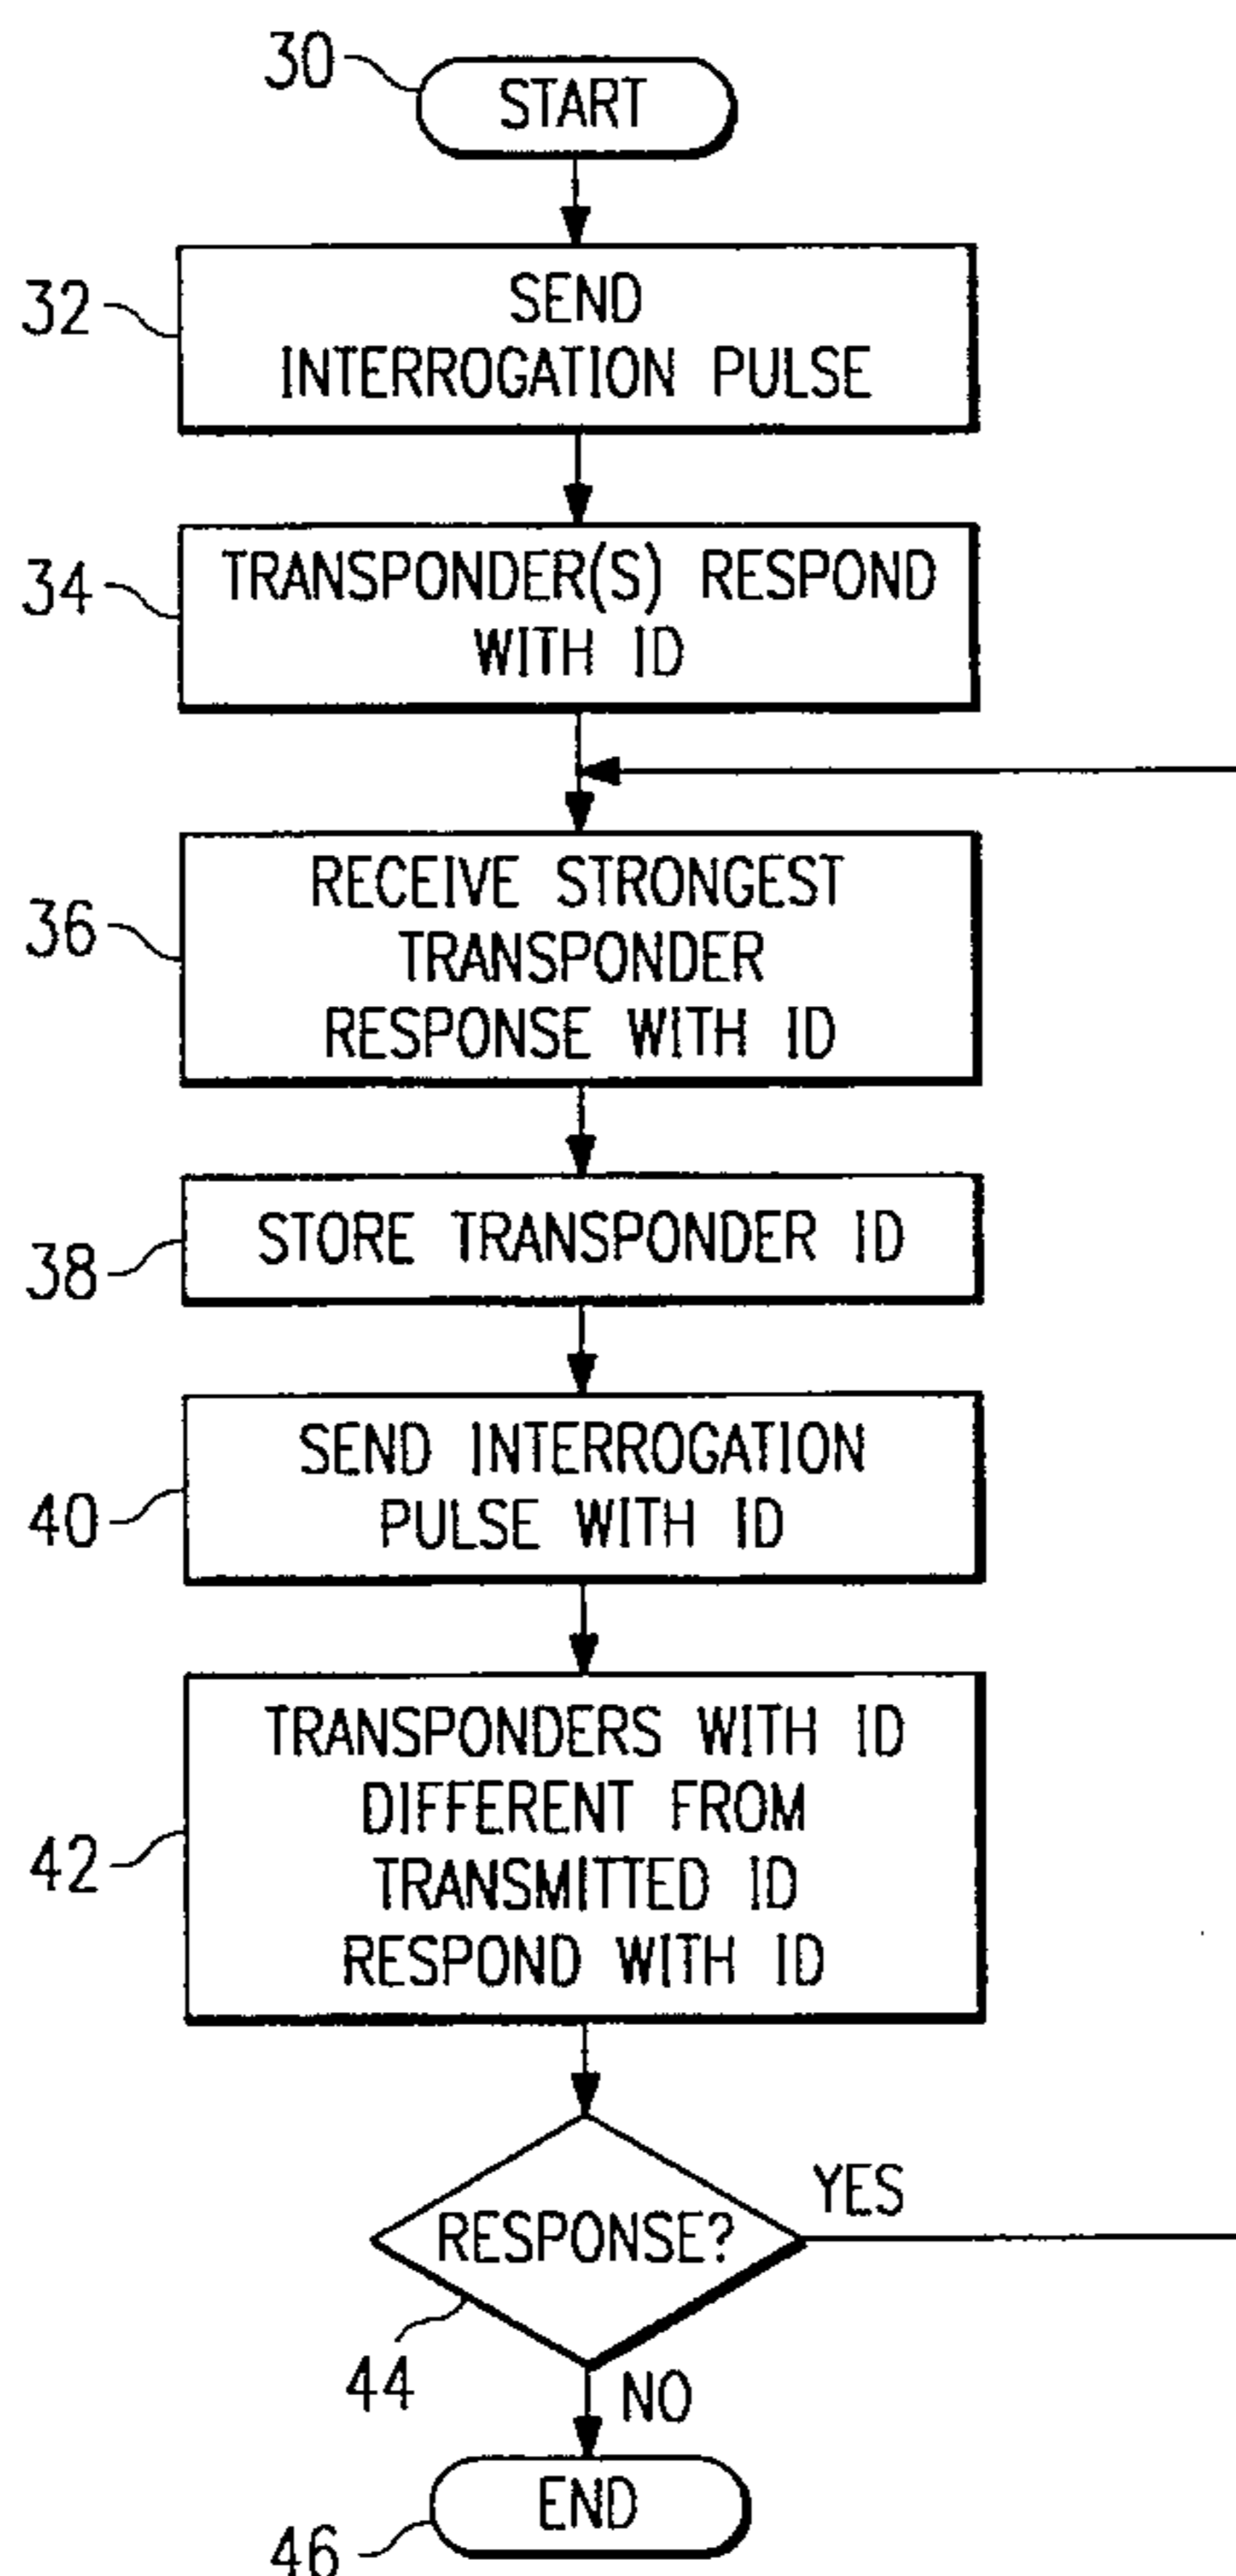 30
START
32
SEND
INTERROGATION PULSE
34
TRANSPONDER(S) RESPOND
WITH ID
36
RECEIVE STRONGEST
TRANSPONDER
RESPONSE WITH ID
38
STORE TRANSPONDER ID
40
SEND INTERROGATION
PULSE WITH ID
42
TRANSPONDERS WITH ID
DIFFERENT FROM
TRANSMITTED ID
RESPOND WITH ID
RESPONSE?
YES
44
NO
END
46